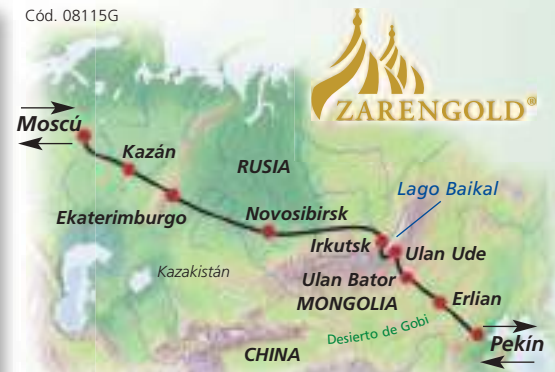 Cód. 08115G
ZARENGOLD®
Moscú
Kazán
RUSIA
Lago Baikal
Ekaterimburgo
Novosibirsk
Irkutsk
Ulan Ude
Kazakistán
Ulan Bator
MONGOLIA
Erlian
Desierto de Gobi
Pekín
CHINA